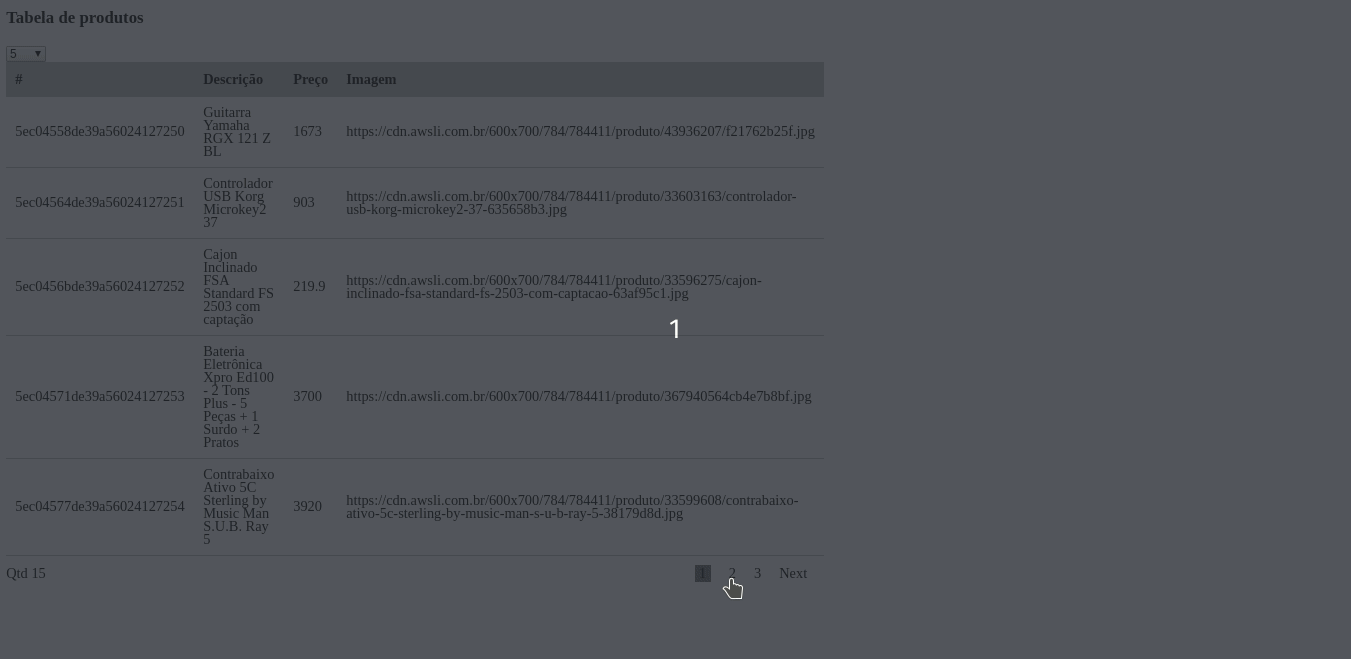 Tabela de produtos
5
# Descrição Preço Imagem
Guitarra
Yamaha
RGX 121 Z
BL
5ec04558de39a56024127250
1673
https://cdn.awsli.com.br/600x700/784/784411/produto/43936207/f21762b25f.jpg
Controlador
USB Korg
Microkey2
37
5ec04564de39a56024127251
903
https://cdn.awsli.com.br/600x700/784/784411/produto/33603163/controlador-
usb-korg-microkey2-37-635658b3.jpg
Cajon
Inclinado
FSA
Standard FS
2503 com
captação
5ec0456bde39a56024127252
219.9
https://cdn.awsli.com.br/600x700/784/784411/produto/33596275/cajon-
inclinado-fsa-standard-fs-2503-com-captacao-63af95c1.jpg
1
Bateria
Eletrônica
Xpro Ed100
- 2 Tons
Plus - 5
Peças + 1
Surdo + 2
Pratos
5ec04571de39a56024127253
3700
https://cdn.awsli.com.br/600x700/784/784411/produto/367940564cb4e7b8bf.jpg
Contrabaixo
Ativo 5C
Sterling by
Music Man
S.U.B. Ray
5
5ec04577de39a56024127254
3920
https://cdn.awsli.com.br/600x700/784/784411/produto/33599608/contrabaixo-
ativo-5c-sterling-by-music-man-s-u-b-ray-5-38179d8d.jpg
Qtd 15
1 2 3 Next